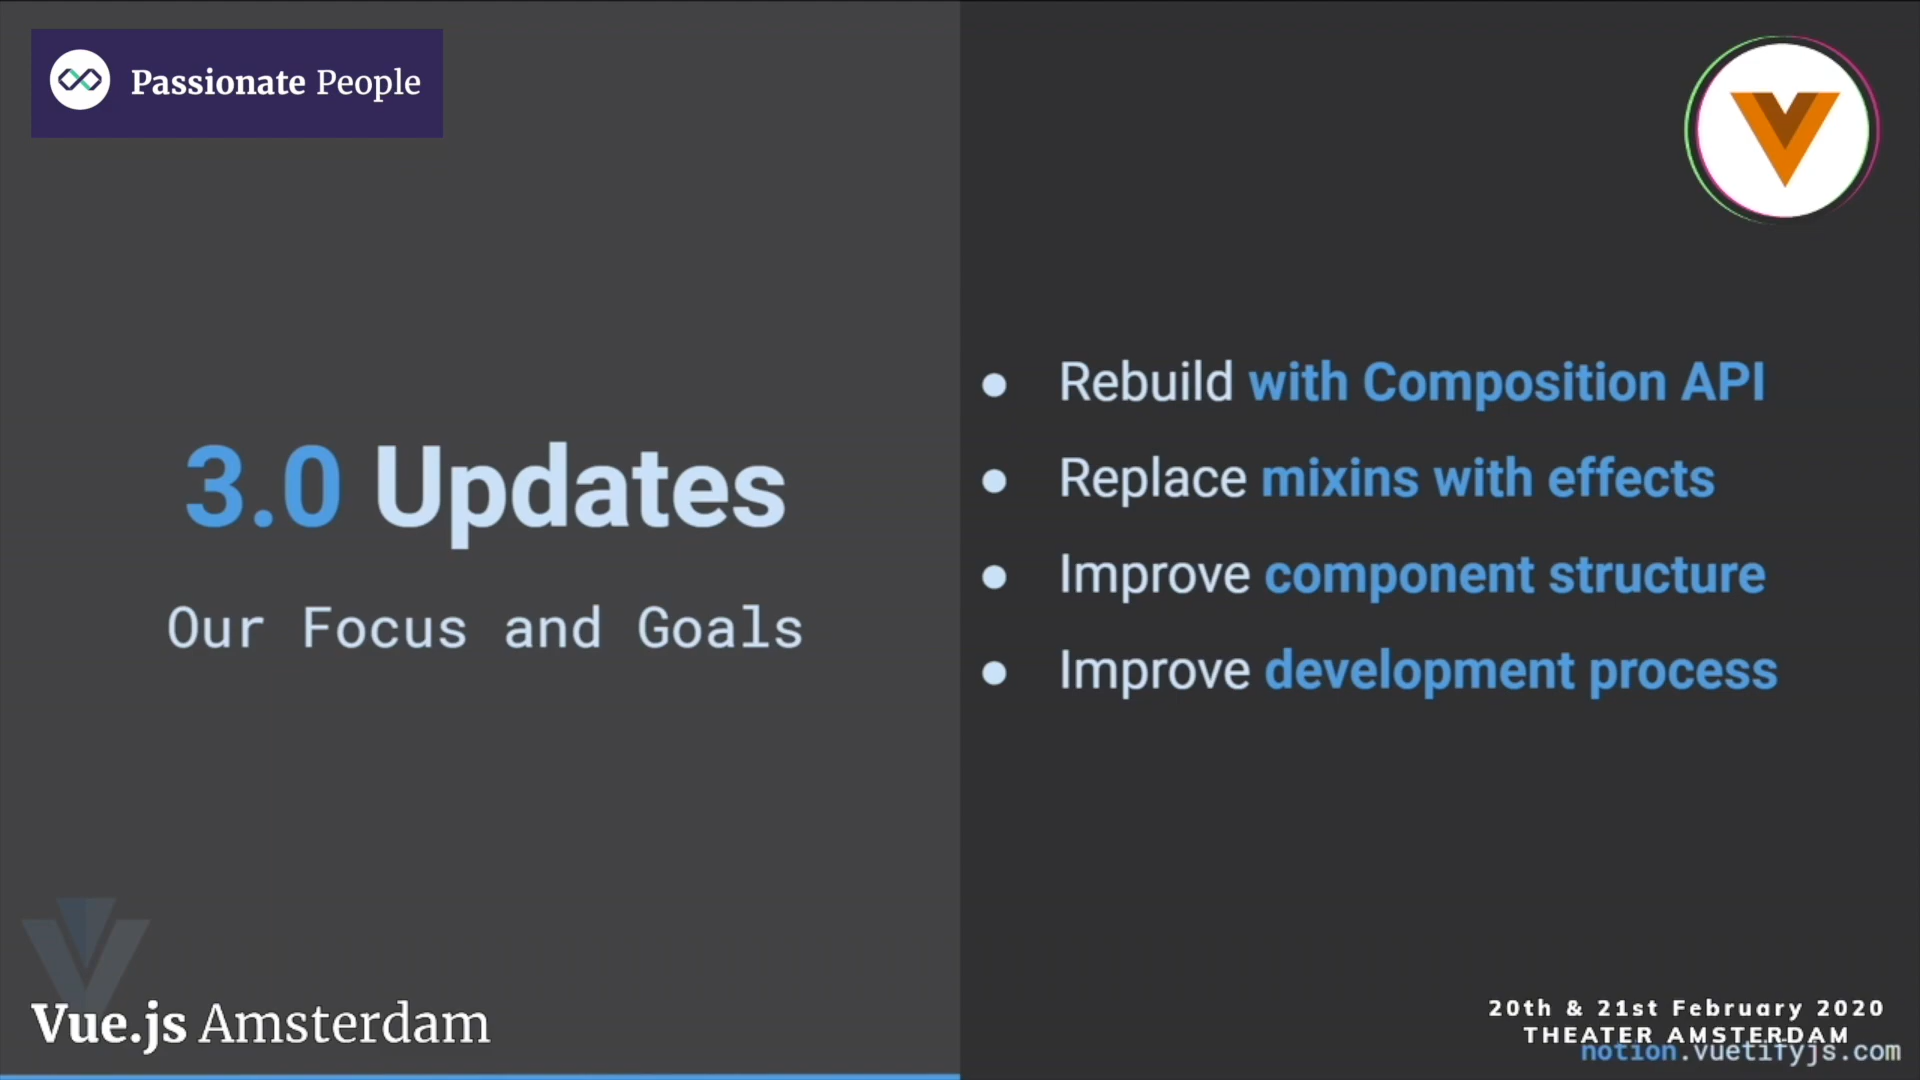 Passionate People
3.0 Updates
Our Focus and Goals
● Rebuild with Composition API
● Replace mixins with effects
● Improve component structure
● Improve development process
Vue.js Amsterdam
20th & 21st February 2020
THEATER AMSTERDAM
notion.vuetifyjs.com